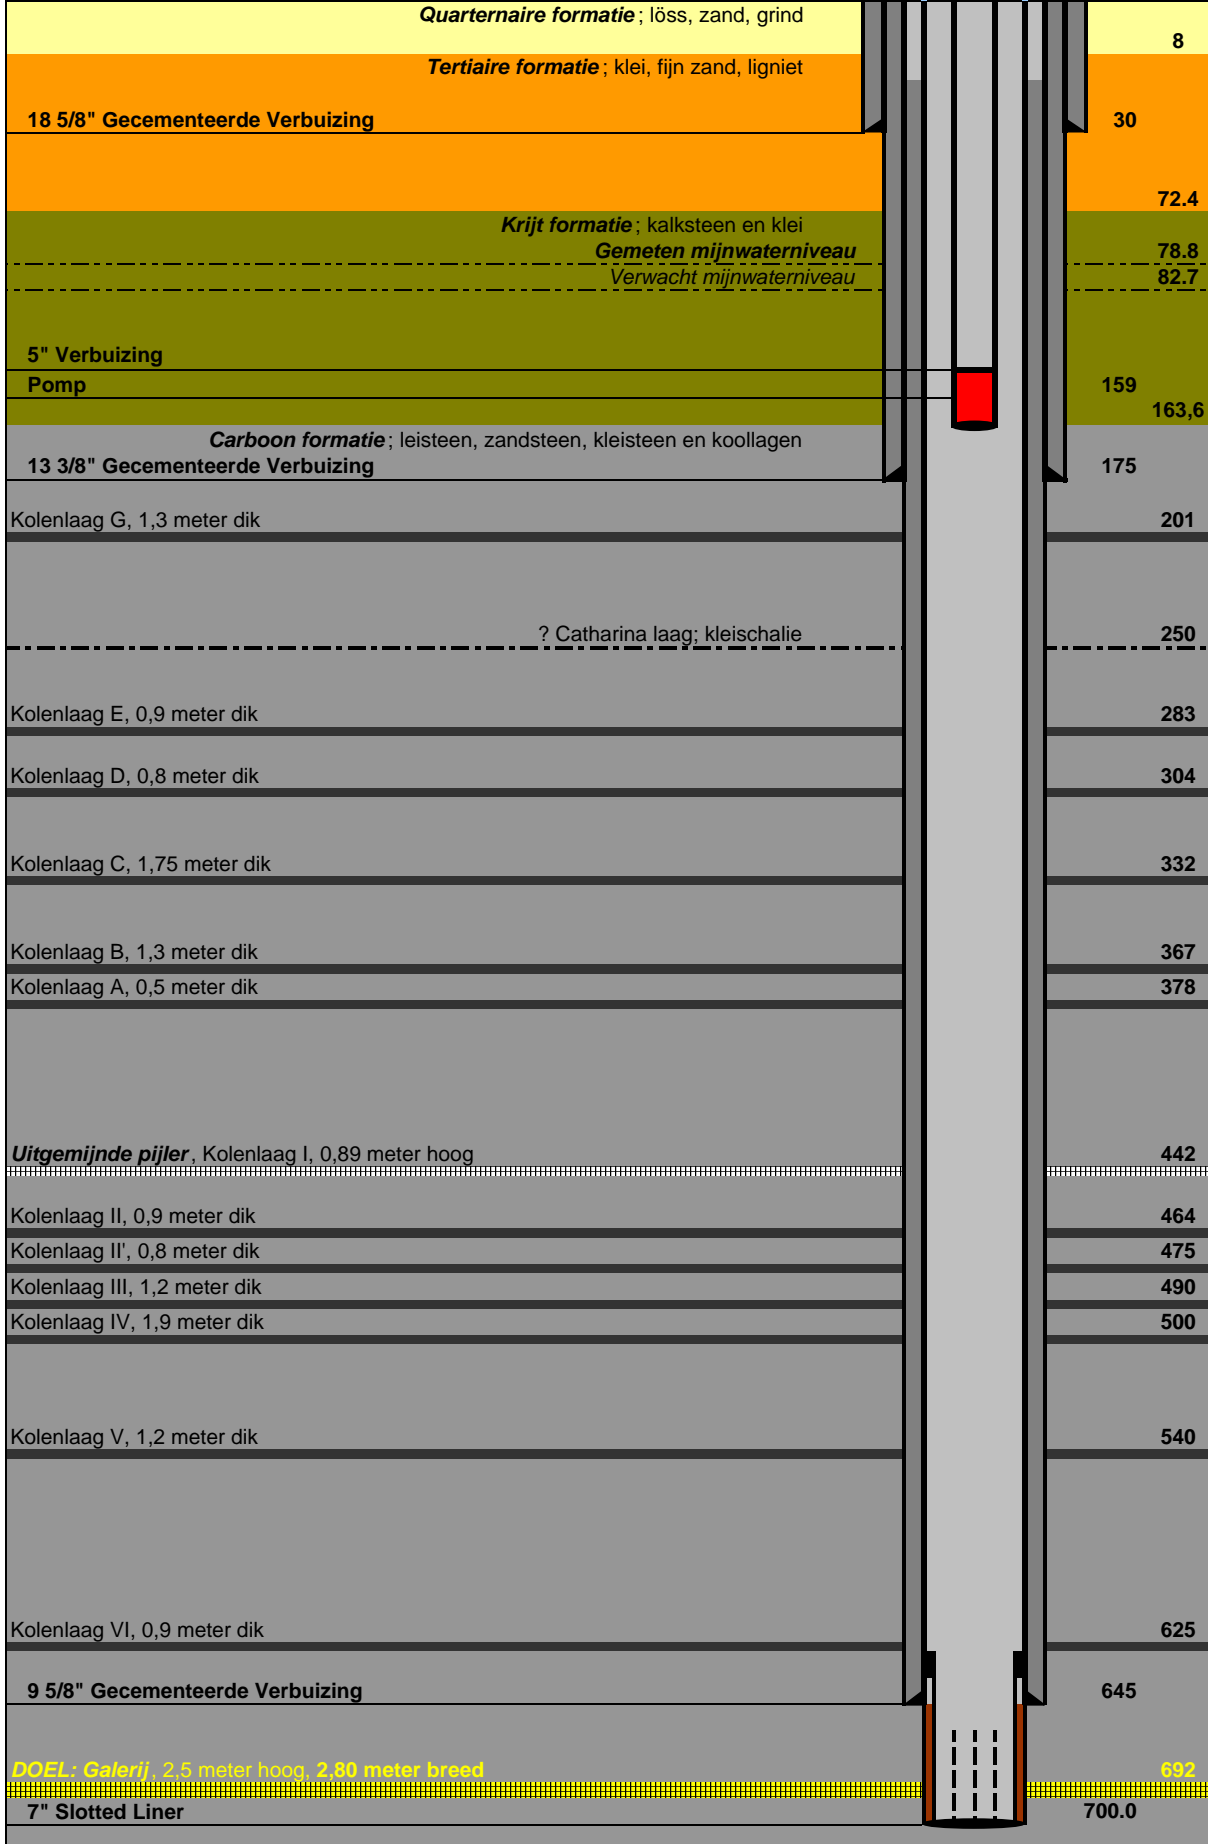 Quarternaire formatie; löss, zand, grind
8
Tertiaire formatie; klei, fijn zand, ligniet
18 5/8" Gecementeerde Verbuizing 30
72.4
Krijt formatie; kalksteen en klei
Gemeten mijnwaterniveau 78.8
Verwacht mijnwaterniveau 82.7
5" Verbuizing
Pomp 159
163,6
Carboon formatie; leisteen, zandsteen, kleisteen en koollagen
13 3/8" Gecementeerde Verbuizing 175
Kolenlaag G, 1,3 meter dik 201
? Catharina laag; kleischalie 250
Kolenlaag E, 0,9 meter dik 283
Kolenlaag D, 0,8 meter dik 304
Kolenlaag C, 1,75 meter dik 332
Kolenlaag B, 1,3 meter dik 367
Kolenlaag A, 0,5 meter dik 378
Uitgemijnde pijler, Kolenlaag I, 0,89 meter hoog 442
Kolenlaag II, 0,9 meter dik 464
Kolenlaag II', 0,8 meter dik 475
Kolenlaag III, 1,2 meter dik 490
Kolenlaag IV, 1,9 meter dik 500
Kolenlaag V, 1,2 meter dik 540
Kolenlaag VI, 0,9 meter dik 625
9 5/8" Gecementeerde Verbuizing 645
DOEL: Galerij, 2,5 meter hoog, 2,80 meter breed 692
7" Slotted Liner 700.0